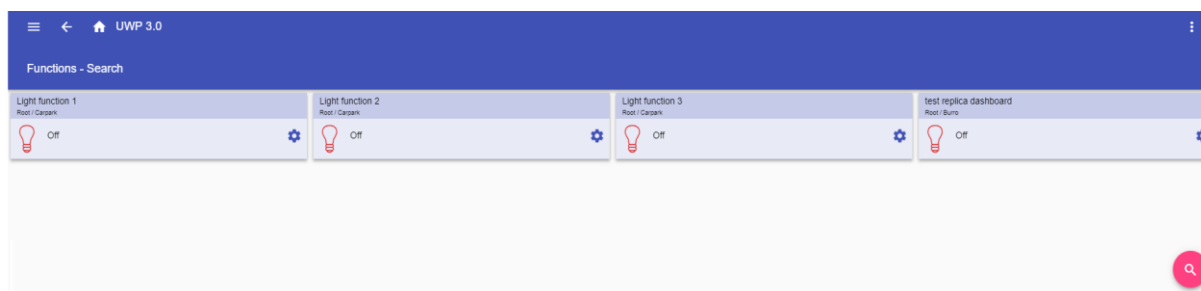 UWP 3.0
Functions - Search
Light function 1
Root / Carpark
Off
Light function 2
Root / Carpark
Off
Light function 3
Root / Carpark
Off
test replica dashboard
Root / Burro
Off